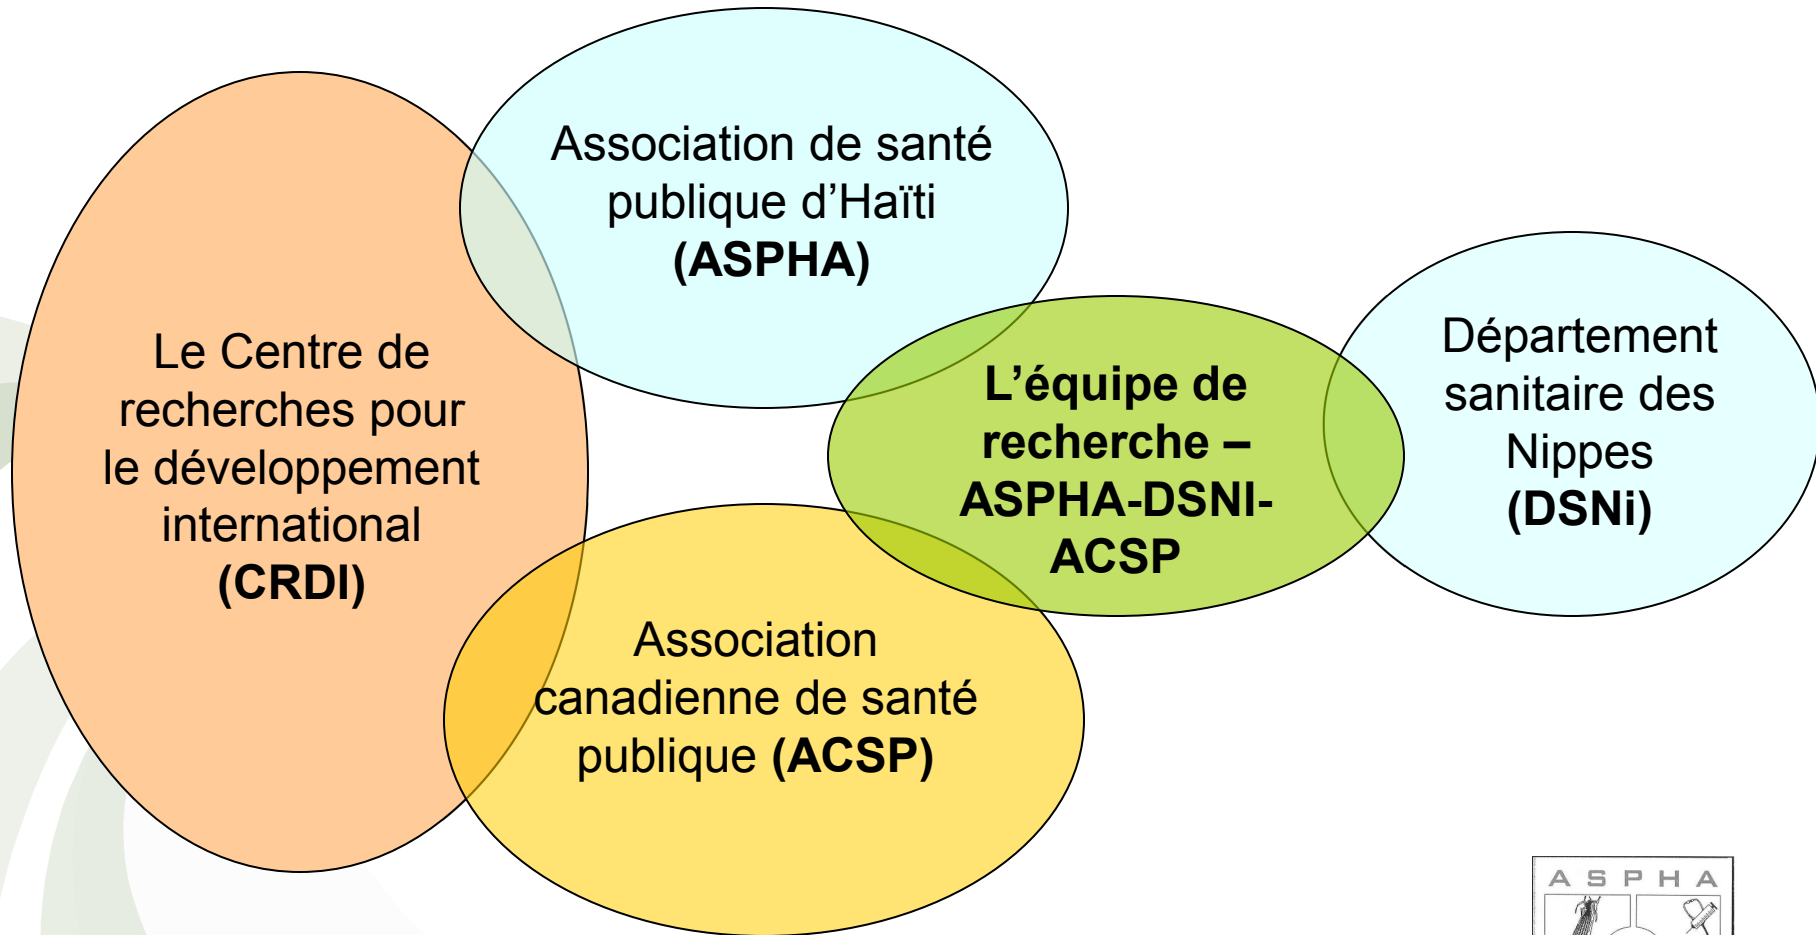 Association de santé
publique d’Haïti
(ASPHA)
Le Centre de
recherches pour
le développement
international
(CRDI)
L’équipe de
recherche –
ASPHA-DSNI-
ACSP
Département
sanitaire des
Nippes
(DSNi)
Association
canadienne de santé
publique (ACSP)
ASPHA